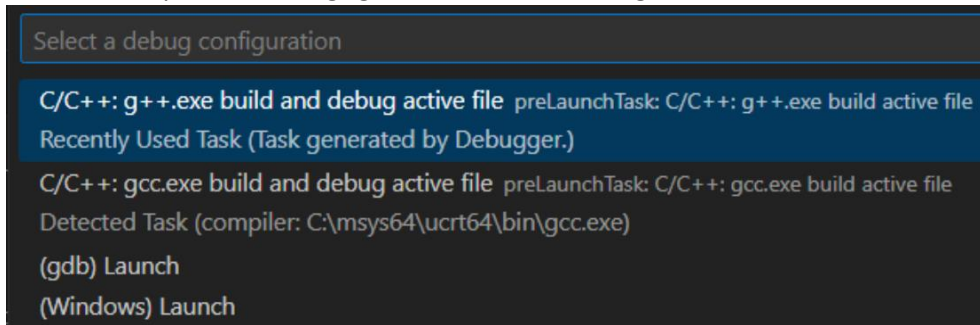 Select a debug configuration
C/C++: g++.exe build and debug active file preLaunchTask: C/C++: g++.exe build active file
Recently Used Task (Task generated by Debugger.)
C/C++: gcc.exe build and debug active file preLaunchTask: C/C++: gcc.exe build active file
Detected Task (compiler: C:\msys64\ucrt64\bin\gcc.exe)
(gdb) Launch
(Windows) Launch